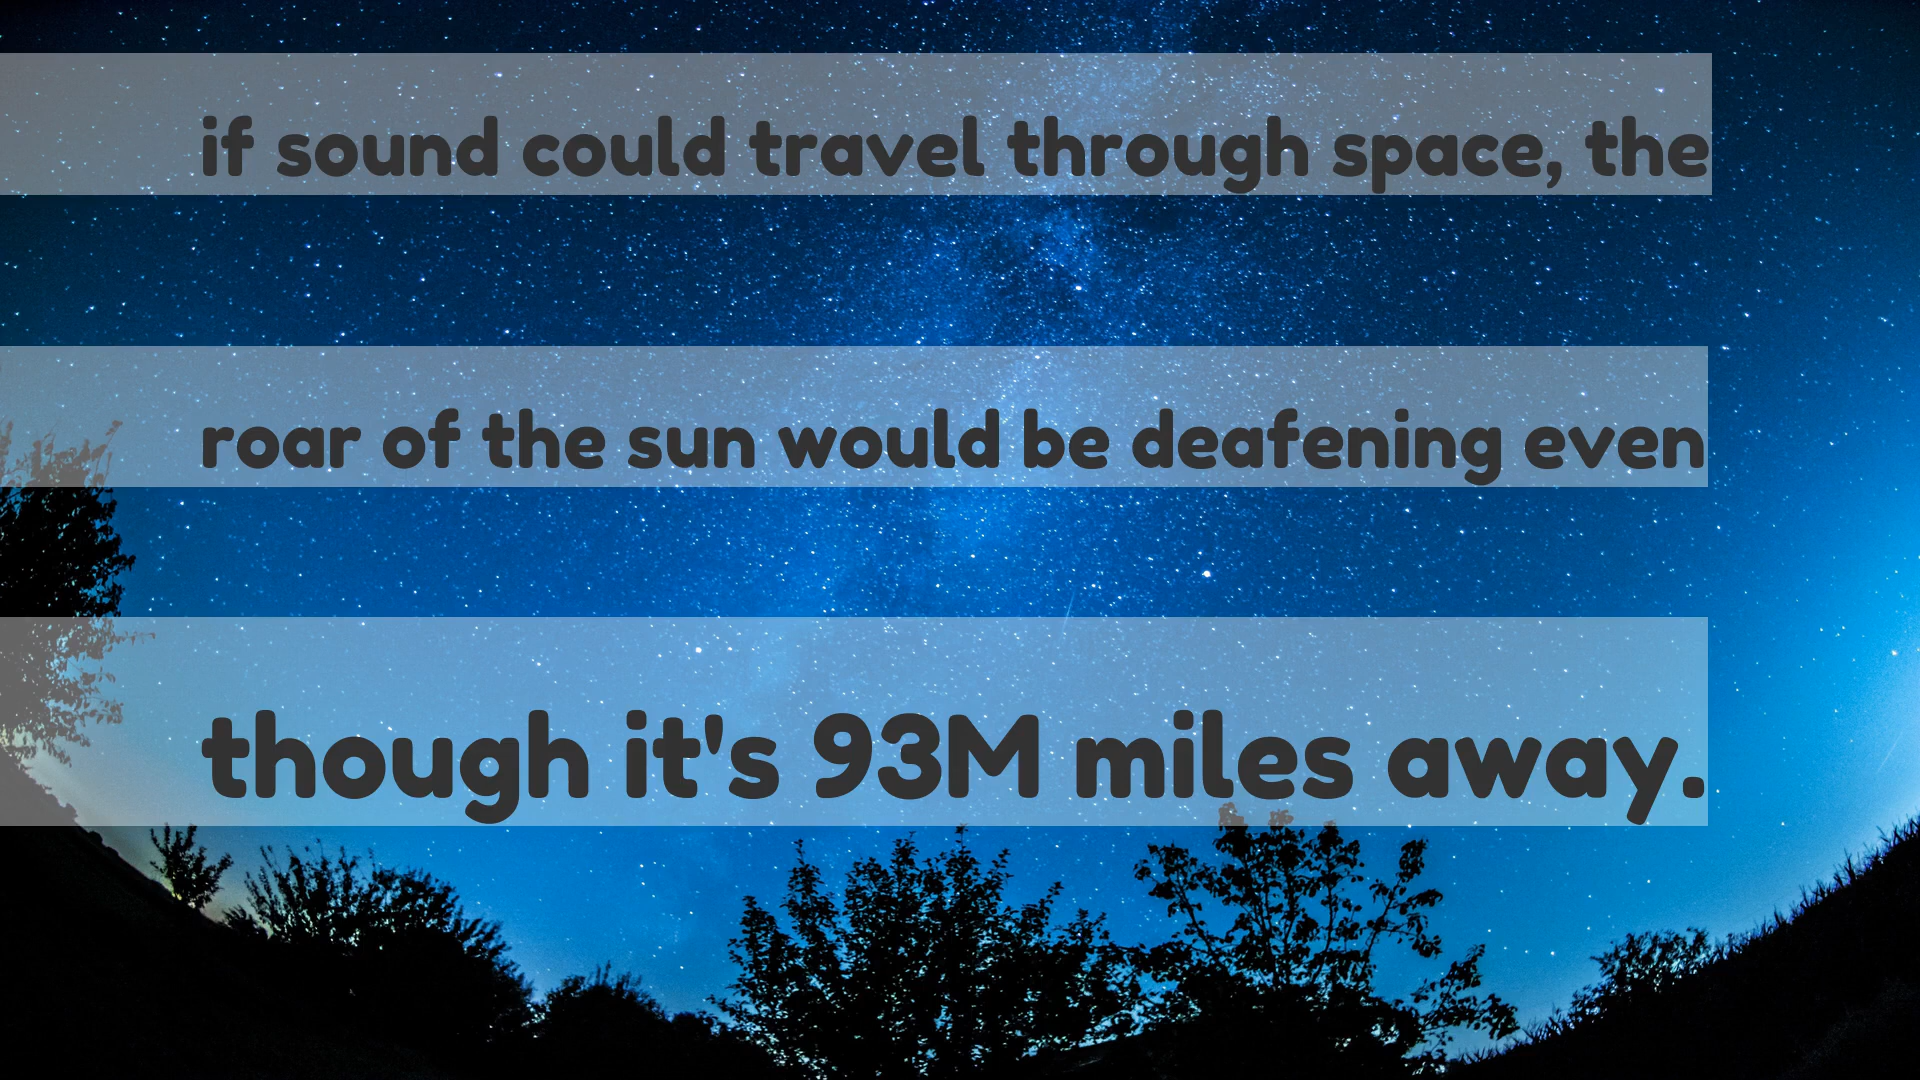 if sound could travel through space, the
roar of the sun would be deafening even
though it's 93M miles away.